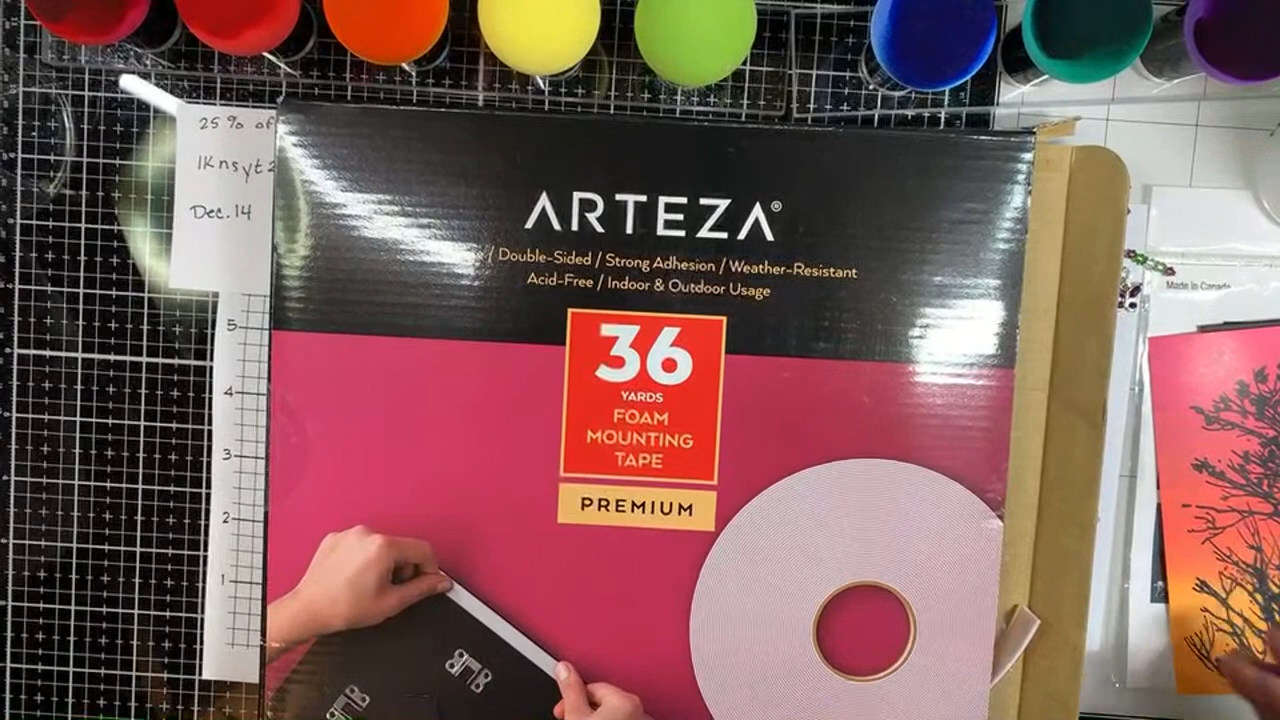 25% of
Dec. 14
ARTEZA®
/ Double-Sided / Strong Adhesion / Weather-Resistant
Acid-Free / Indoor & Outdoor Usage
36
YARDS
FOAM
MOUNTING
TAPE
PREMIUM
5
4
3
2
1
Made In Canada